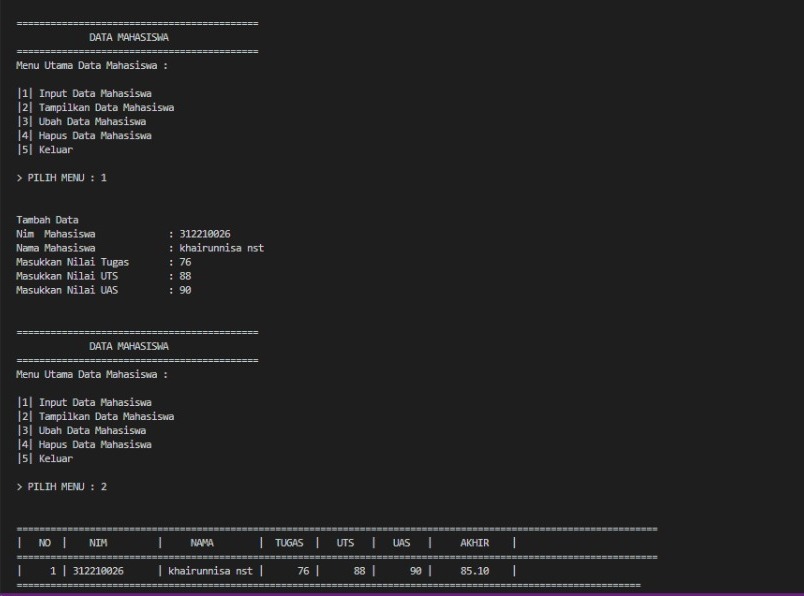 ===========================================
DATA MAHASISWA
===========================================
Menu Utama Data Mahasiswa :
|1| Input Data Mahasiswa
|2| Tampilkan Data Mahasiswa
|3| Ubah Data Mahasiswa
|4| Hapus Data Mahasiswa
|5| Keluar
> PILIH MENU : 1
Tambah Data
Nim  Mahasiswa : 312210026
Nama Mahasiswa : khairunnisa nst
Masukkan Nilai Tugas : 76
Masukkan Nilai UTS : 88
Masukkan Nilai UAS : 90
===========================================
DATA MAHASISWA
===========================================
Menu Utama Data Mahasiswa :
|1| Input Data Mahasiswa
|2| Tampilkan Data Mahasiswa
|3| Ubah Data Mahasiswa
|4| Hapus Data Mahasiswa
|5| Keluar
> PILIH MENU : 2
==================================================================================================================
| NO | NIM | NAMA | TUGAS | UTS | UAS | AKHIR |
==================================================================================================================
| 1 | 312210026 | khairunnisa nst | 76 | 88 | 90 | 85.10 |
===============================================================================================================